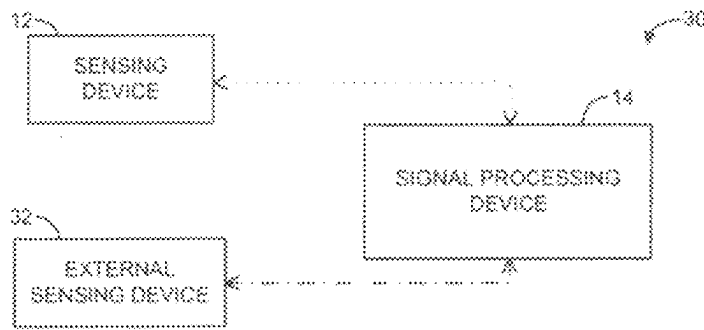 12
30
SENSING
DEVICE
14
SIGNAL PROCESSING
DEVICE
32
EXTERNAL
SENSING DEVICE